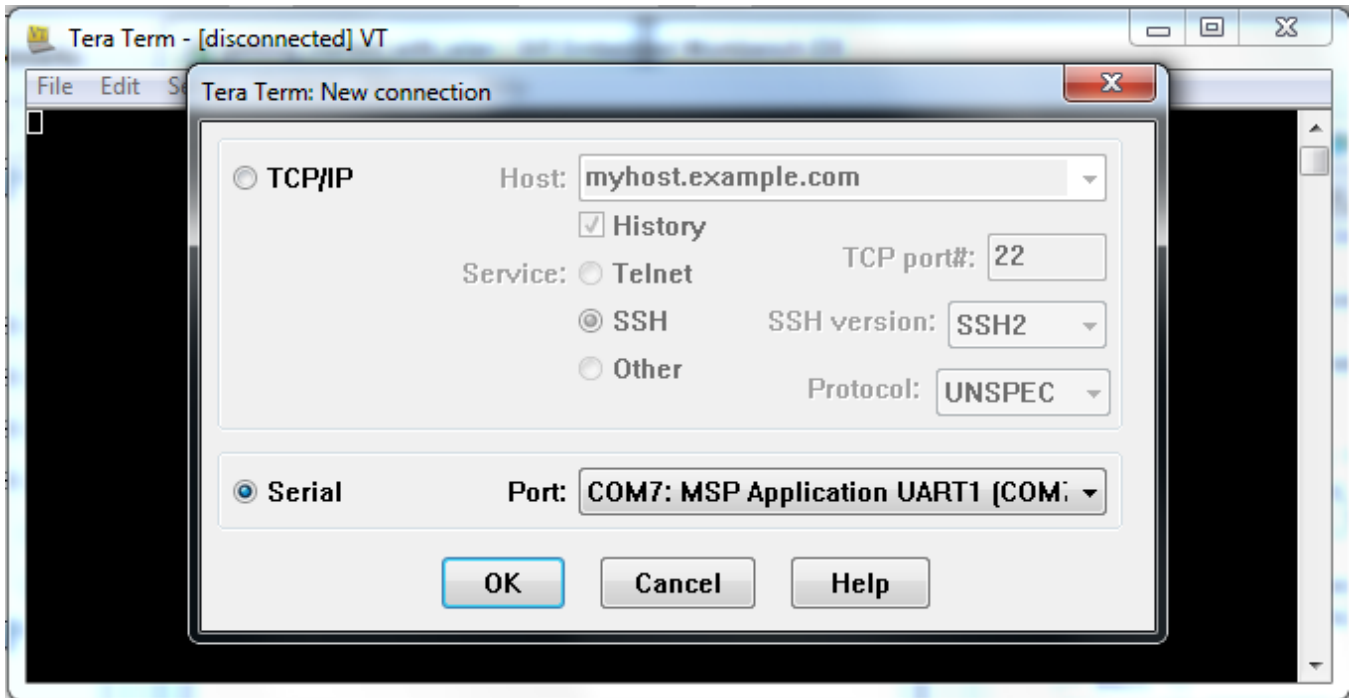 Tera Term - [disconnected] VT
File Edit
Tera Term: New connection
TCP/IP Host: myhost.example.com
History
Service: Telnet TCP port#: 22
SSH SSH version: SSH2
Other Protocol: UNSPEC
Serial Port: COM7: MSP Application UART1 (COM7
OK Cancel Help